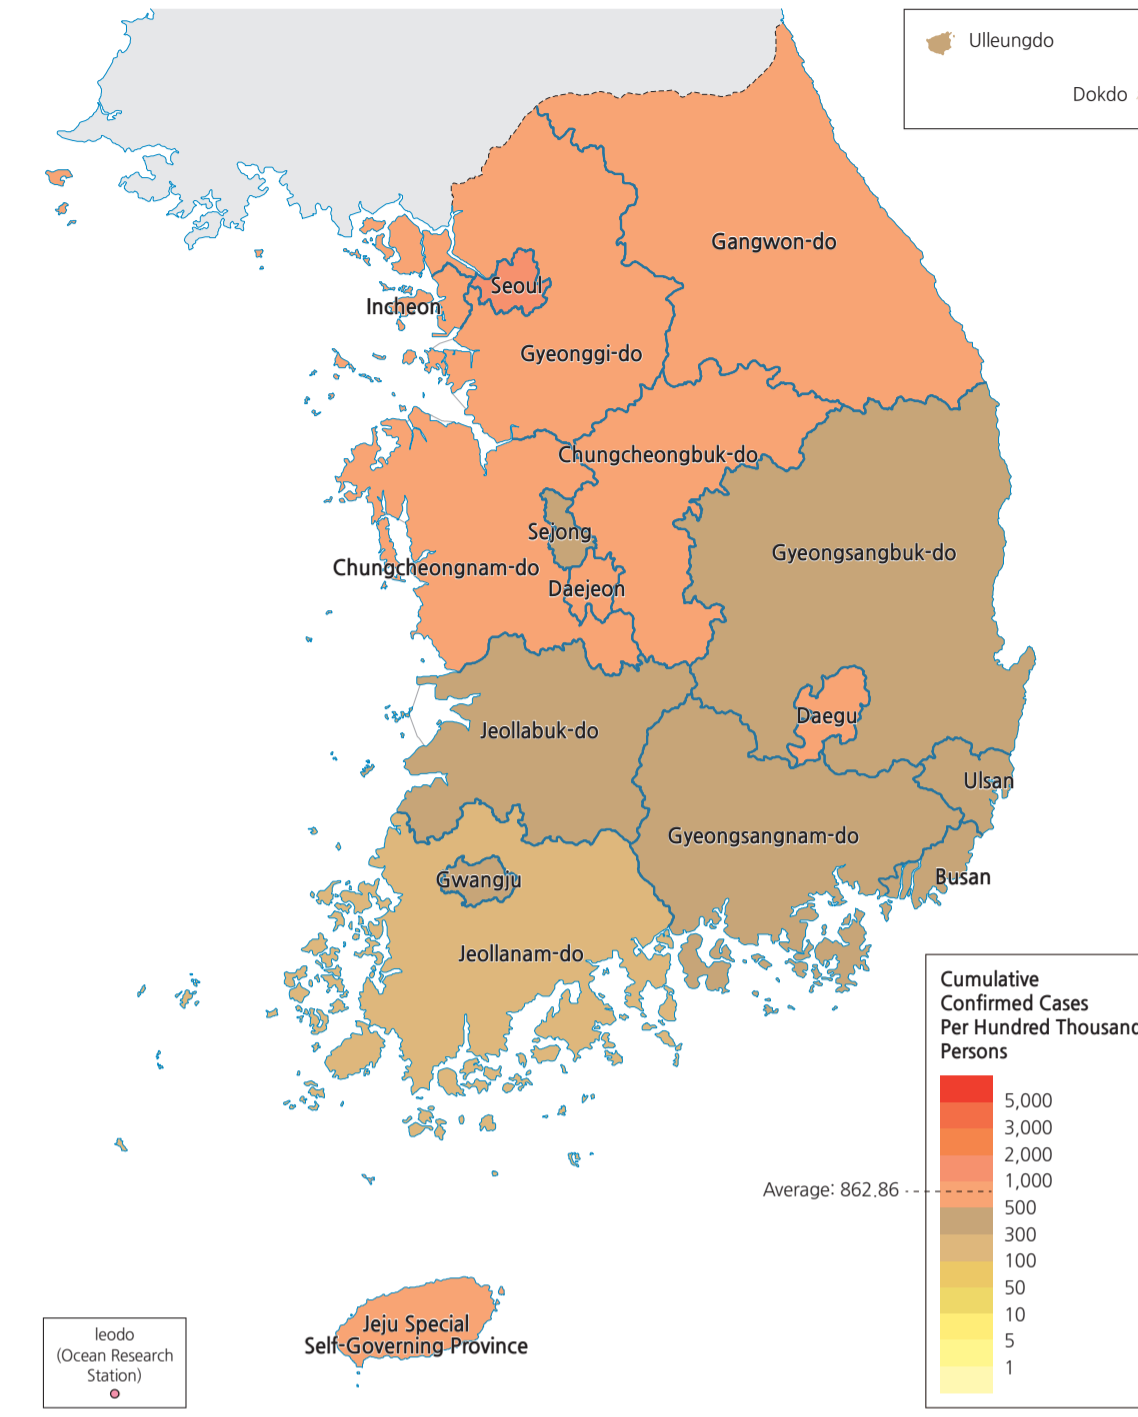 Ulleungdo
Dokdo
Gangwon-do
Seoul
Incheon
Gyeonggi-do
Chungcheongbuk-do
Sejong
Gyeongsangbuk-do
Chungcheongnam-do
Daejeon
Daegu
Jeollabuk-do
Ulsan
Gyeongsangnam-do
Busan
Gwangju
Jeollanam-do
Cumulative
Confirmed Cases
Per Hundred Thousand
Persons
5,000
3,000
2,000
1,000
Average: 862.86
500
300
100
50
10
5
1
Jeju Special
Self-Governing Province
Ieodo
(Ocean Research
Station)